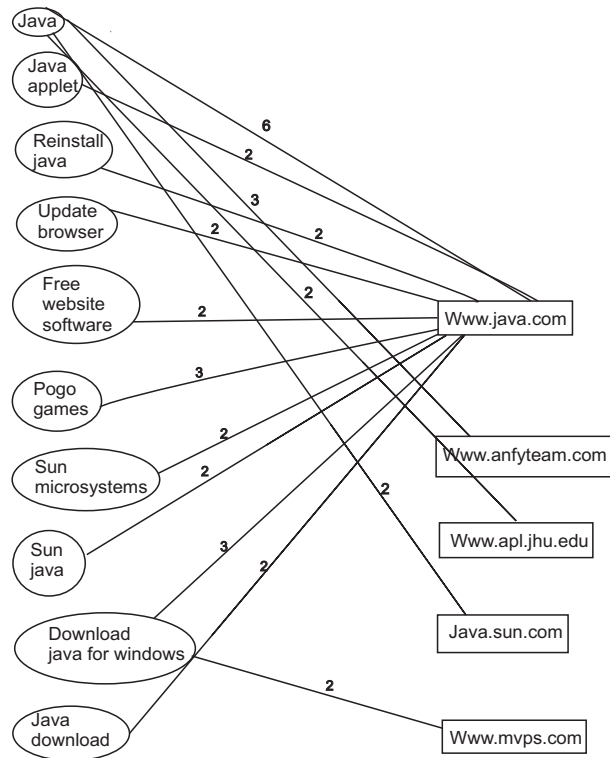 Java
Java
applet
6
2
Reinstall
java
3
2
Update
browser
2
Free
website
software
2
2
Www.java.com
Pogo
games
3
Sun
microsystems
2
Www.anfyteam.com
2
2
Sun
java
Www.apl.jhu.edu
3
2
Download
java for windows
Java.sun.com
2
Java
download
Www.mvps.com